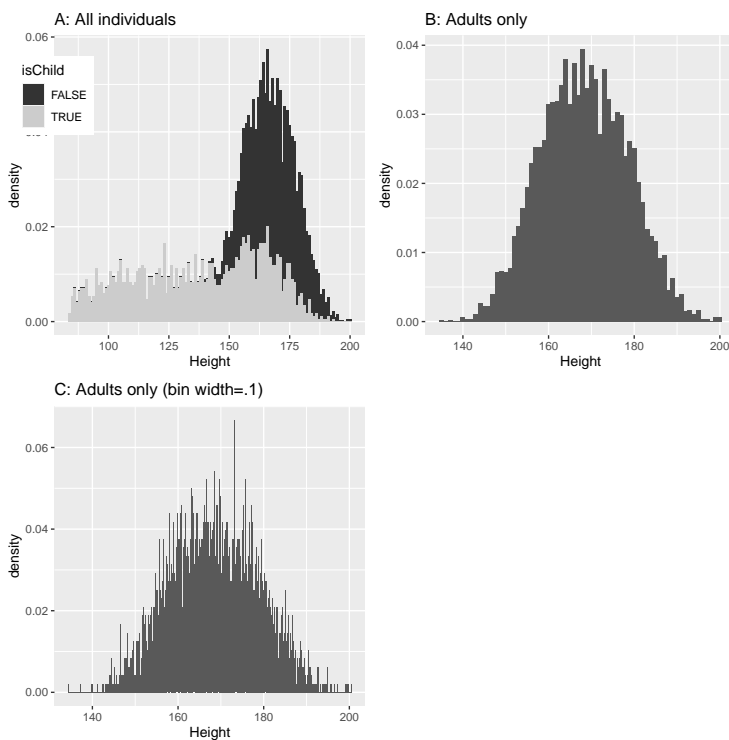 A: All individuals
0.06
isChild
FALSE
TRUE
density
0.02
0.00
100 125 150 175 200
Height
B: Adults only
0.04
0.03
density
0.02
0.01
0.00
140 160 180 200
Height
C: Adults only (bin width=.1)
0.06
density
0.04
0.02
0.00
140 160 180 200
Height